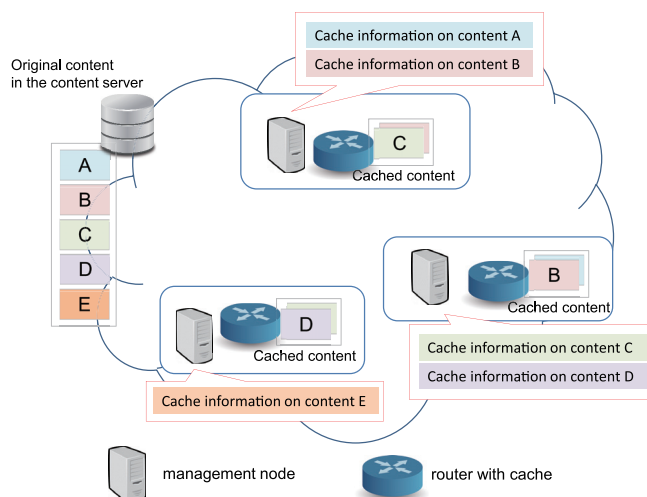 Cache information on content A
Cache information on content B
Original content
in the content server
A
B
C
D
E
C
Cached content
B
Cached content
D
Cached content
Cache information on content C
Cache information on content D
Cache information on content E
management node
router with cache